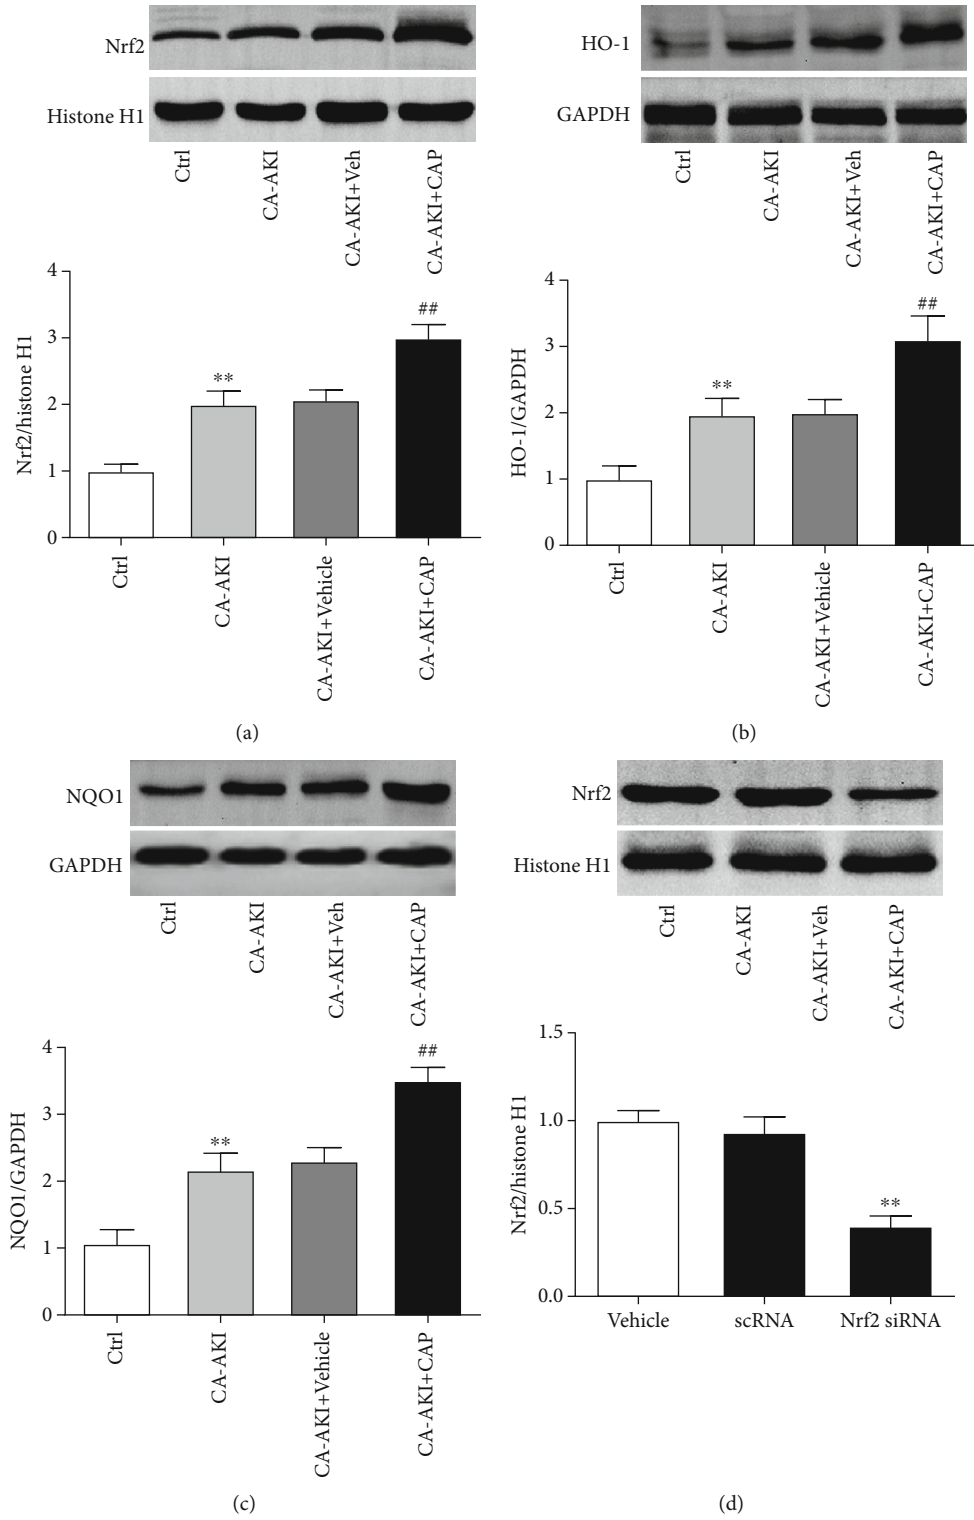 Nrf2
Histone H1
Ctrl
CA-AKI
CA-AKI+Veh
CA-AKI+CAP
Nrf2/histone H1
4
3
2
1
0
**
##
Ctrl
CA-AKI
CA-AKI+Vehicle
CA-AKI+CAP
(a)
HO-1
GAPDH
Ctrl
CA-AKI
CA-AKI+Veh
CA-AKI+CAP
HO-1/GAPDH
4
3
2
1
0
**
##
Ctrl
CA-AKI
CA-AKI+Vehicle
CA-AKI+CAP
(b)
NQO1
GAPDH
Ctrl
CA-AKI
CA-AKI+Veh
CA-AKI+CAP
NQO1/GAPDH
4
3
2
1
0
**
##
Ctrl
CA-AKI
CA-AKI+Vehicle
CA-AKI+CAP
(c)
Nrf2
Histone H1
Ctrl
CA-AKI
CA-AKI+Veh
CA-AKI+CAP
Nrf2/histone H1
1.5
1.0
0.5
0.0
**
Vehicle
scRNA
Nrf2 siRNA
(d)